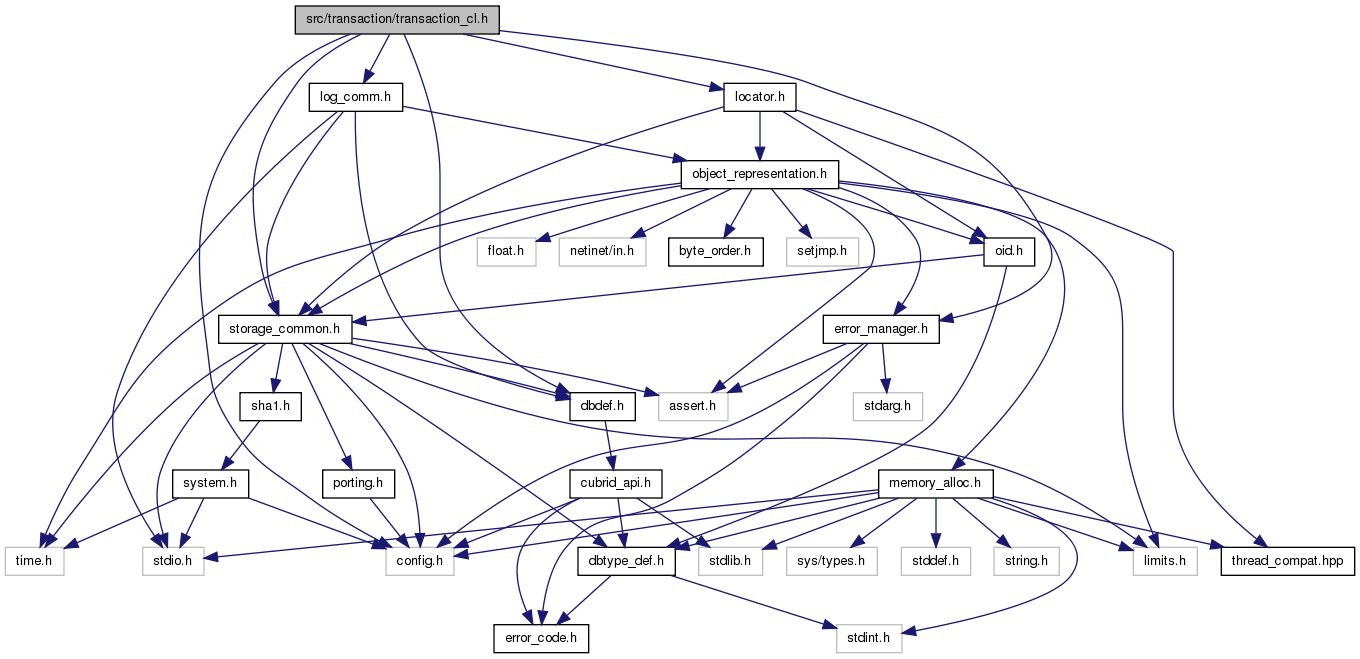 src/transaction/transaction_cl.h
log_comm.h
locator.h
object_representation.h
float.h
netinet/in.h
byte_order.h
setjmp.h
oid.h
storage_common.h
error_manager.h
sha1.h
dbdef.h
assert.h
stdarg.h
system.h
porting.h
cubrid_api.h
memory_alloc.h
time.h
stdio.h
config.h
dbtype_def.h
stdlib.h
sys/types.h
stddef.h
string.h
limits.h
thread_compat.hpp
error_code.h
stdint.h